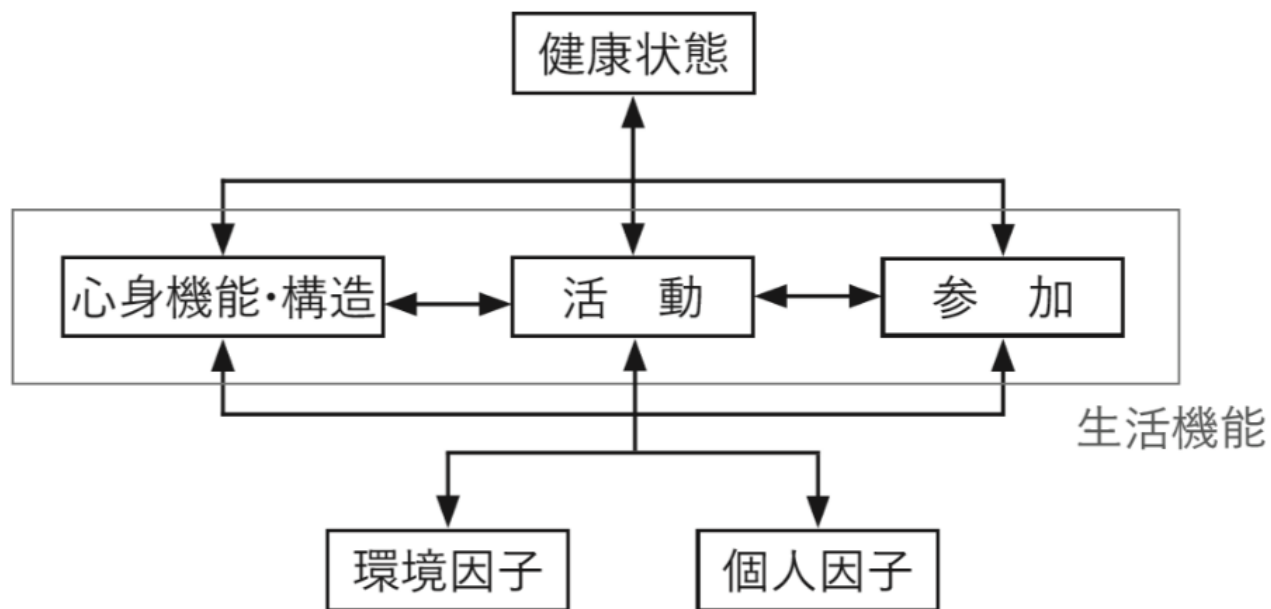 健康状態
心身機能・構造
活　動
参　加
生活機能
環境因子
個人因子